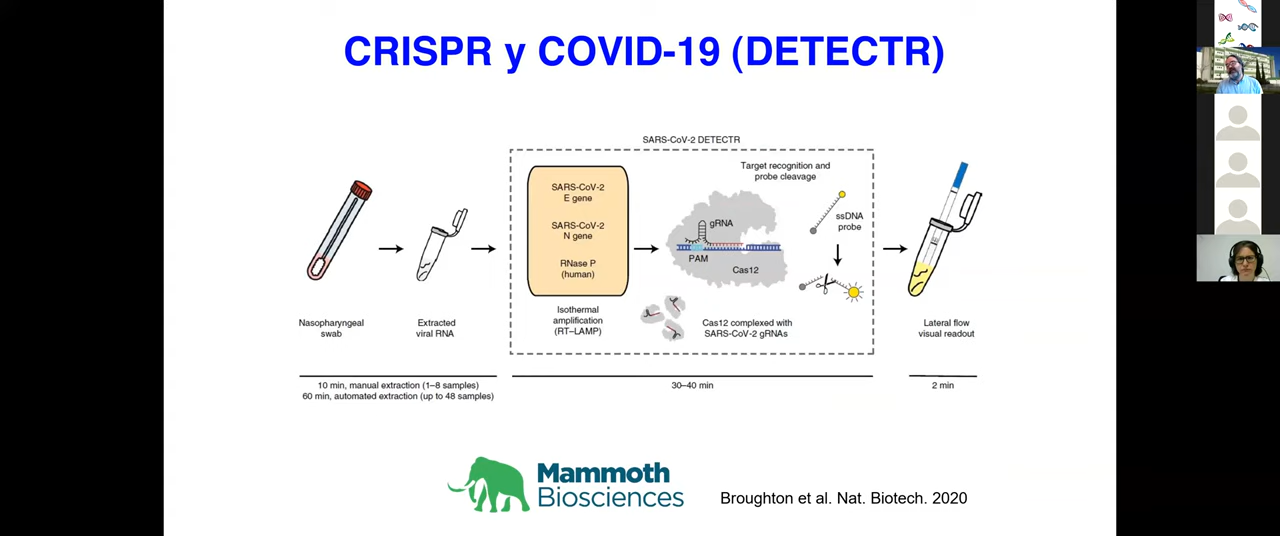 CRISPR y COVID-19 (DETECTR)
SARS-CoV-2 DETECTR
Nasopharyngeal
swab
Extracted
viral RNA
SARS-CoV-2
E gene
SARS-CoV-2
N gene
RNase P
(human)
Isothermal
amplification
(RT–LAMP)
Target recognition and
probe cleavage
gRNA
PAM
Cas12
ssDNA
probe
Cas12 complexed with
SARS-CoV-2 gRNAs
Lateral flow
visual readout
10 min, manual extraction (1–8 samples)
60 min, automated extraction (up to 48 samples)
30–40 min
2 min
Mammoth
Biosciences
Broughton et al. Nat. Biotech. 2020